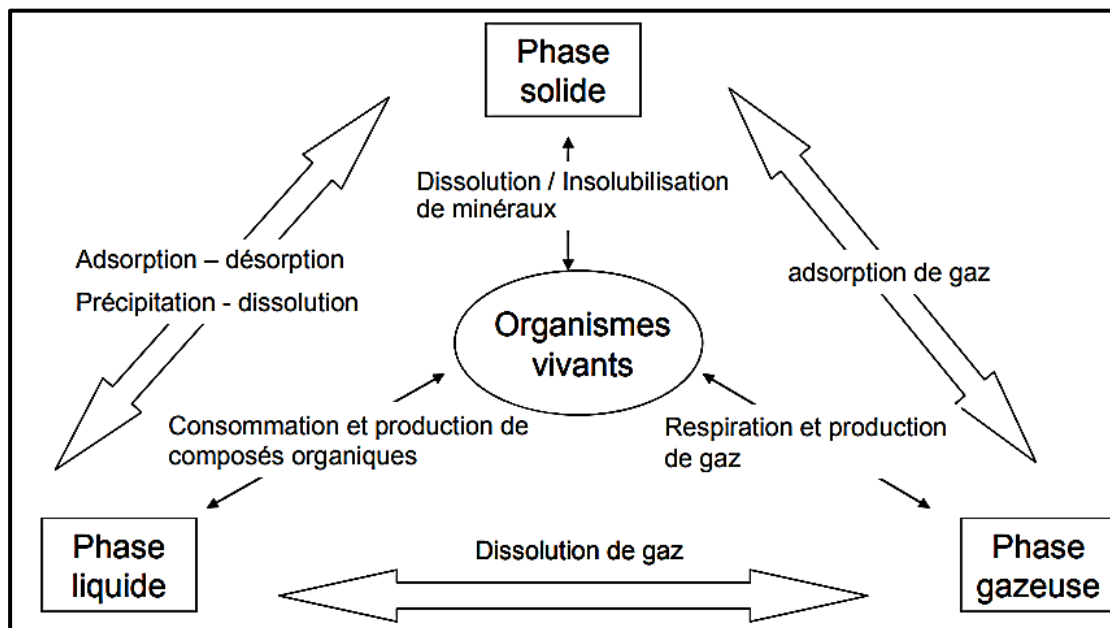 Phase
solide
Dissolution / Insolubilisation
de minéraux
Adsorption – désorption
Précipitation - dissolution
adsorption de gaz
Organismes
vivants
Consommation et production de
composés organiques
Respiration et production
de gaz
Phase
liquide
Dissolution de gaz
Phase
gazeuse